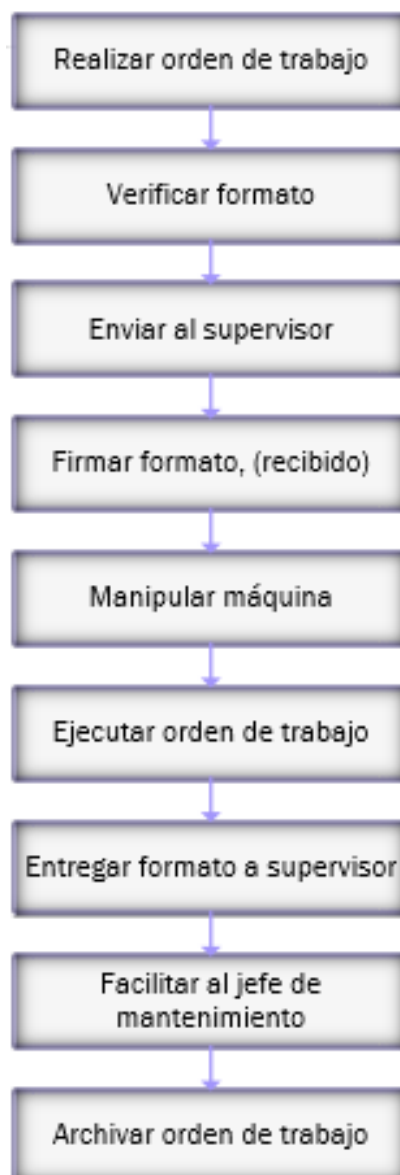 Realizar orden de trabajo
Verificar formato
Enviar al supervisor
Firmar formato, (recibido)
Manipular máquina
Ejecutar orden de trabajo
Entregar formato a supervisor
Facilitar al jefe de
mantenimiento
Archivar orden de trabajo